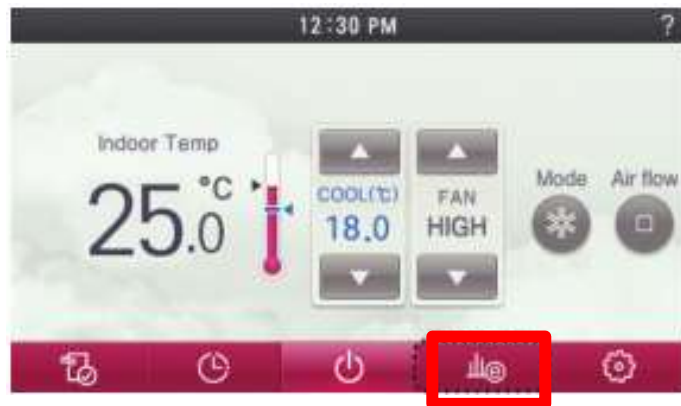 12:30 PM ?
Indoor Temp
25.0 °C
COOL(℃)
18.0
FAN
HIGH
Mode
Air flow